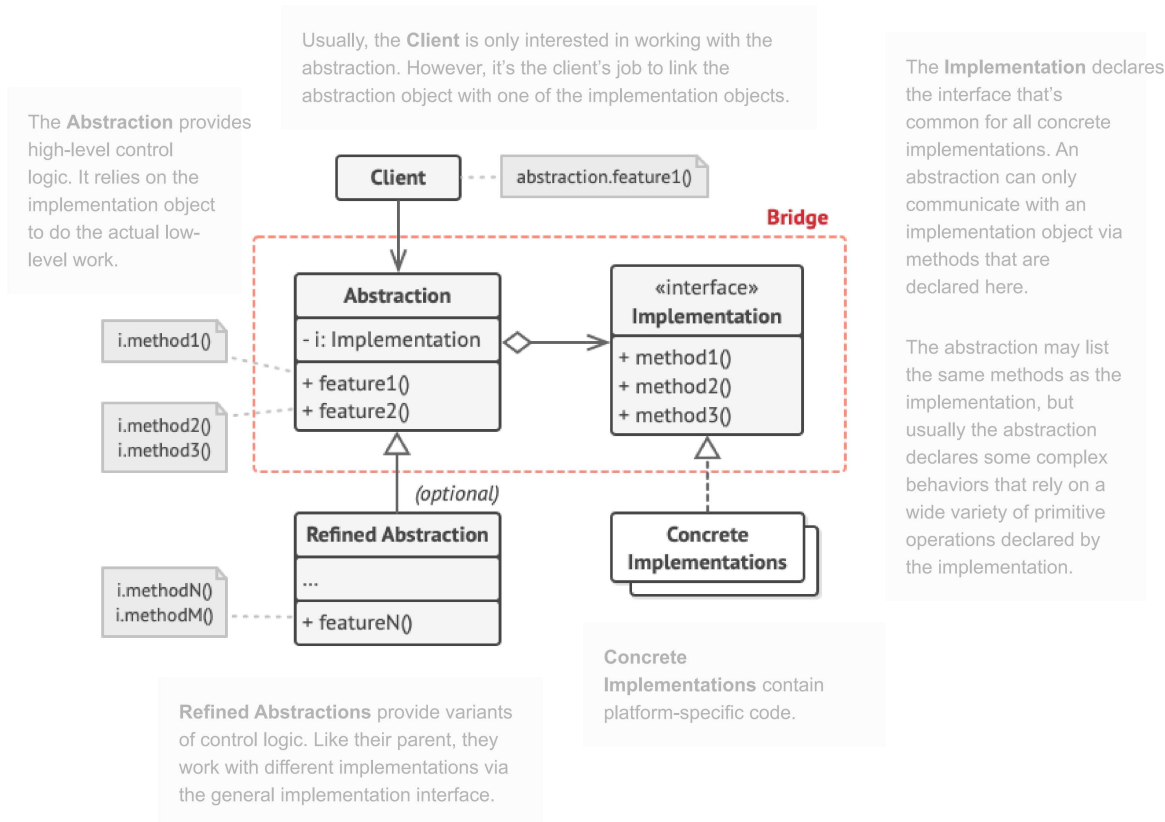 Usually, the Client is only interested in working with the
abstraction. However, it's the client's job to link the
abstraction object with one of the implementation objects.
The Abstraction provides
high-level control
logic. It relies on the
implementation object
to do the actual low-
level work.
The Implementation declares
the interface that's
common for all concrete
implementations. An
abstraction can only
communicate with an
implementation object via
methods that are
declared here.
The abstraction may list
the same methods as the
implementation, but
usually the abstraction
declares some complex
behaviors that rely on a
wide variety of primitive
operations declared by
the implementation.
Client
abstraction.feature1()
Bridge
Abstraction
- i: Implementation
+ feature1()
+ feature2()
i.method1()
i.method2()
i.method3()
«interface»
Implementation
+ method1()
+ method2()
+ method3()
(optional)
Refined Abstraction
...
+ featureN()
i.methodN()
i.methodM()
Concrete
Implementations
Concrete
Implementations contain
platform-specific code.
Refined Abstractions provide variants
of control logic. Like their parent, they
work with different implementations via
the general implementation interface.